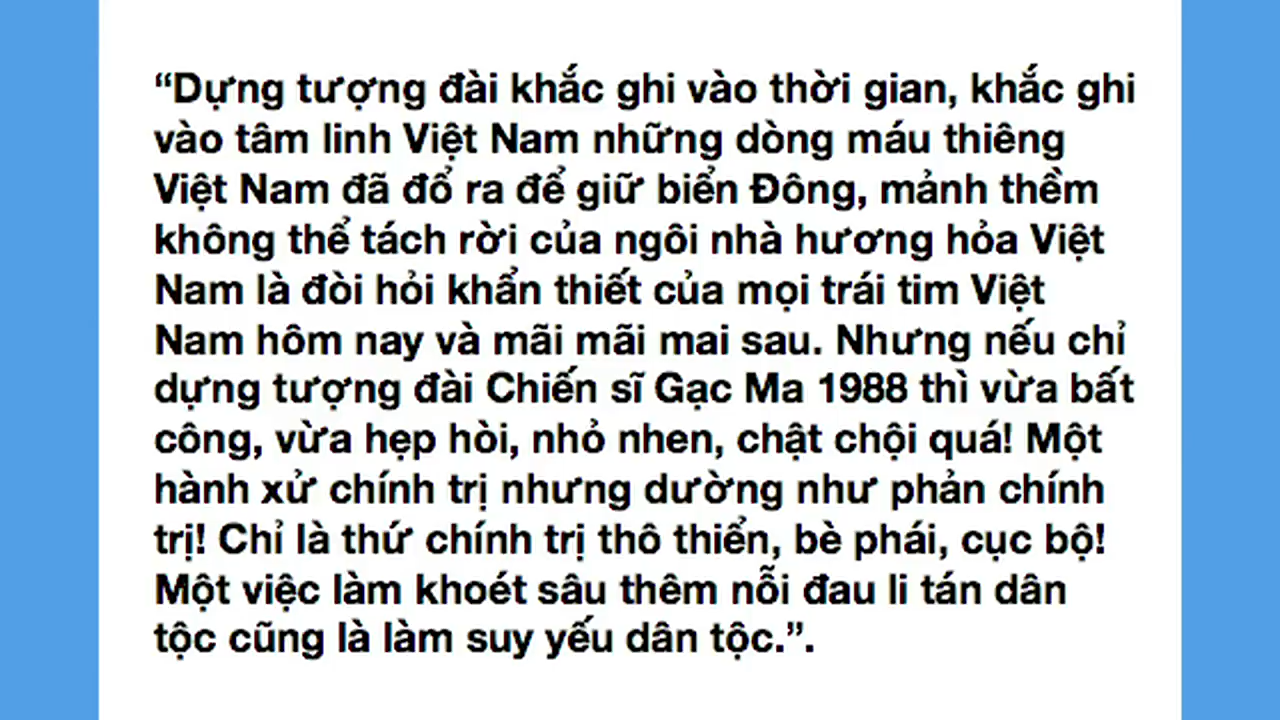 “Dựng tượng đài khắc ghi vào thời gian, khắc ghi
vào tâm linh Việt Nam những dòng máu thiêng
Việt Nam đã đổ ra để giữ biển Đông, mảnh thềm
không thể tách rời của ngôi nhà hương hỏa Việt
Nam là đòi hỏi khẩn thiết của mọi trái tim Việt
Nam hôm nay và mãi mãi mai sau. Nhưng nếu chỉ
dựng tượng đài Chiến sĩ Gạc Ma 1988 thì vừa bất
công, vừa hẹp hòi, nhỏ nhen, chật chội quá! Một
hành xử chính trị nhưng dường như phản chính
trị! Chỉ là thứ chính trị thô thiển, bè phái, cục bộ!
Một việc làm khoét sâu thêm nỗi đau li tán dân
tộc cũng là làm suy yếu dân tộc.”.